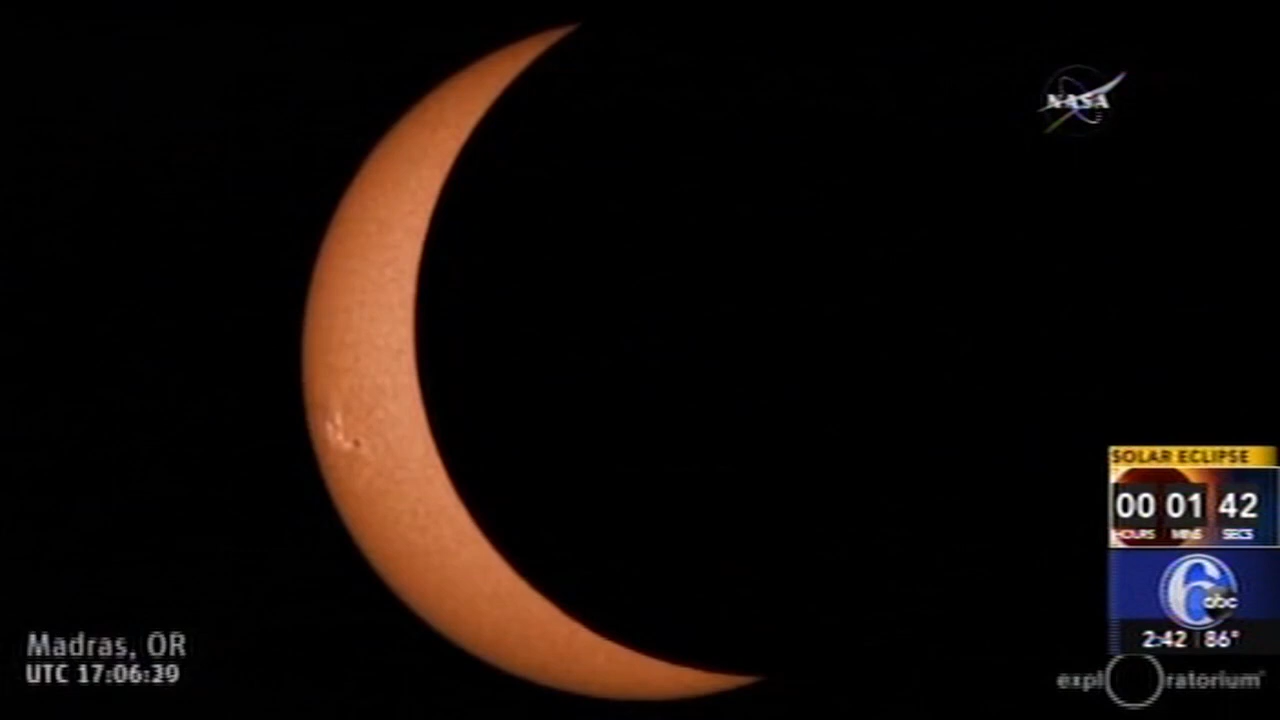 NASA
SOLAR ECLIPSE
00 01 42
HOURS MINS SECS
6 abc
2:42 86°
Madras, OR
UTC 17:06:39
exploratorium®